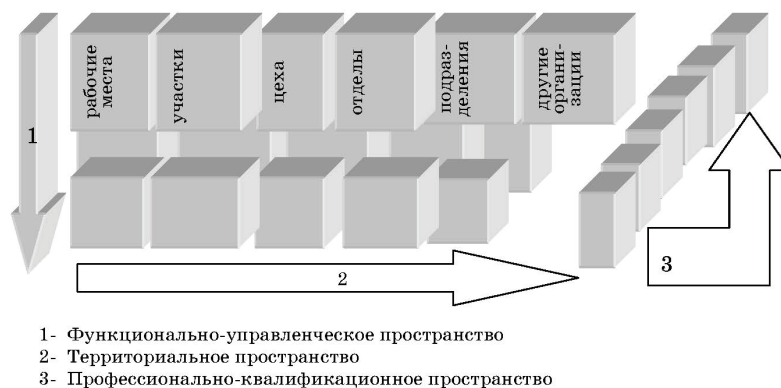 рабочие
места
участки
цеха
отделы
подраз-
деления
другие
органи-
зации
1
2
3
1- Функционально-управленческое пространство
2- Территориальное пространство
3- Профессионально-квалификационное пространство